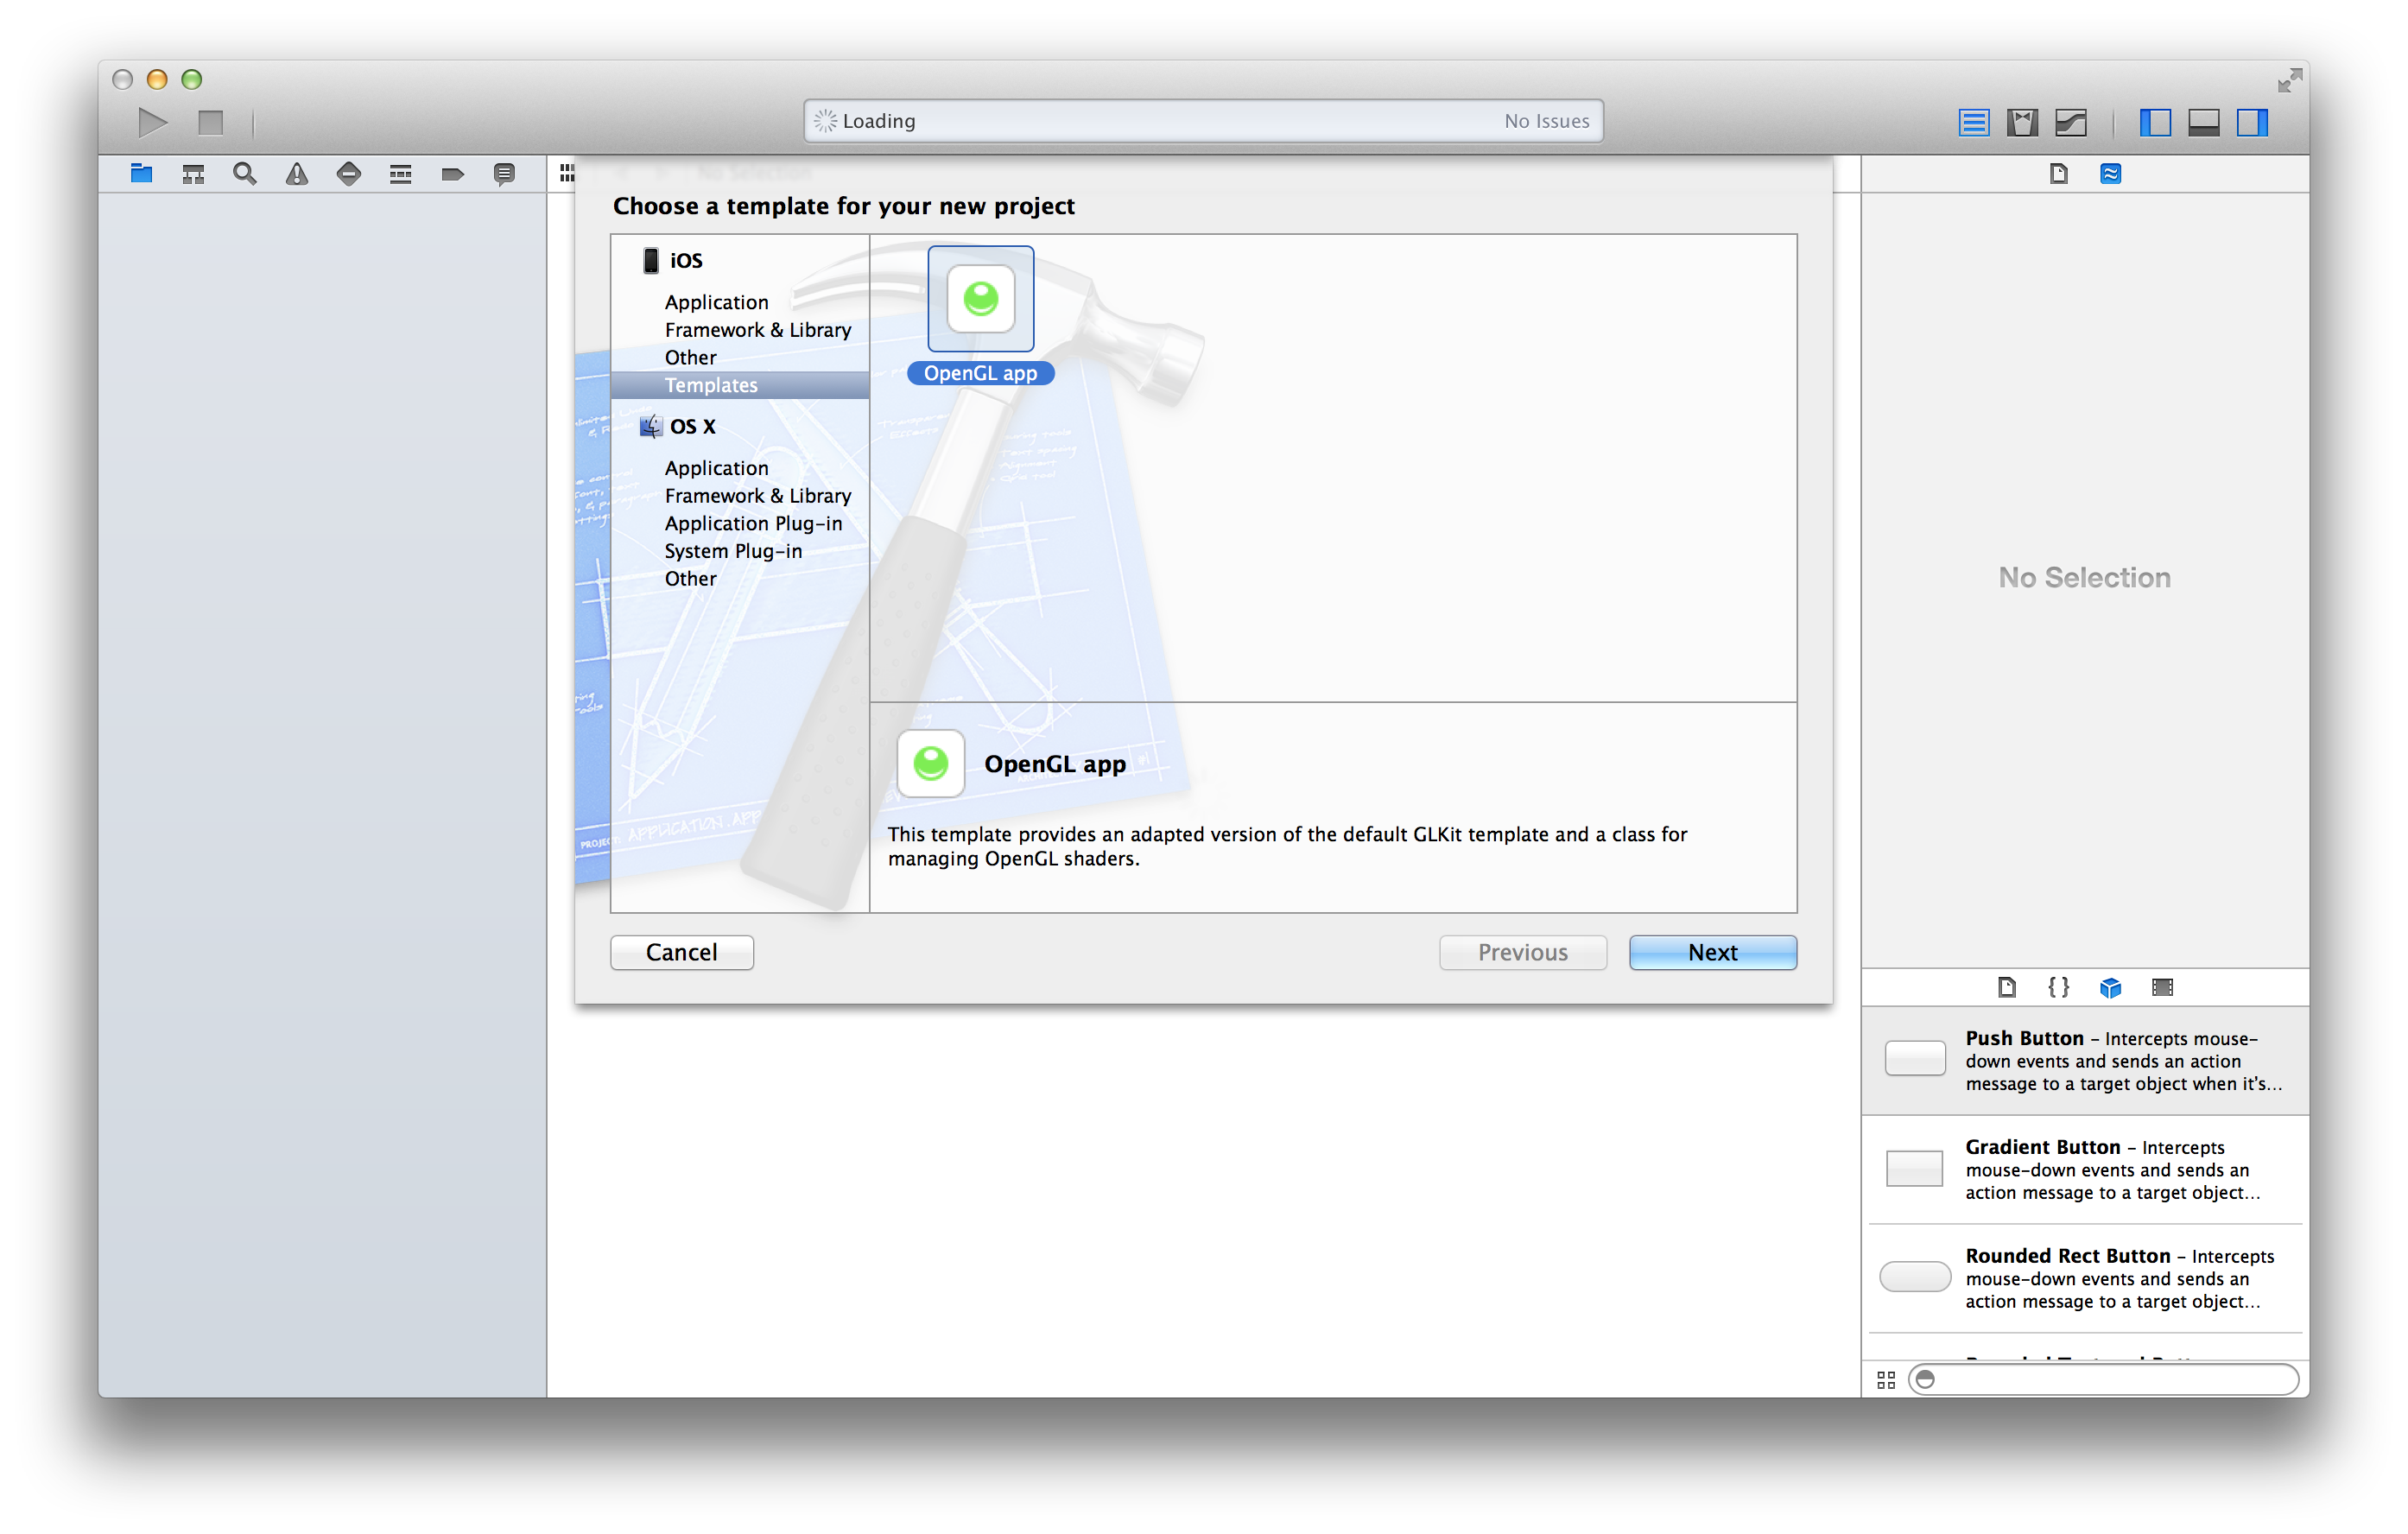 Loading
No Issues
No Selection
Choose a template for your new project
iOS
Application
Framework & Library
Other
Templates
OS X
Application
Framework & Library
Application Plug-in
System Plug-in
Other
OpenGL app
OpenGL app
This template provides an adapted version of the default GLKit template and a class for
managing OpenGL shaders.
PROJECT: APPLICATION.APP
Cancel
Previous
Next
No Selection
{ }
Push Button – Intercepts mouse-
down events and sends an action
message to a target object when it's...
Gradient Button – Intercepts
mouse-down events and sends an
action message to a target object...
Rounded Rect Button – Intercepts
mouse-down events and sends an
action message to a target object...